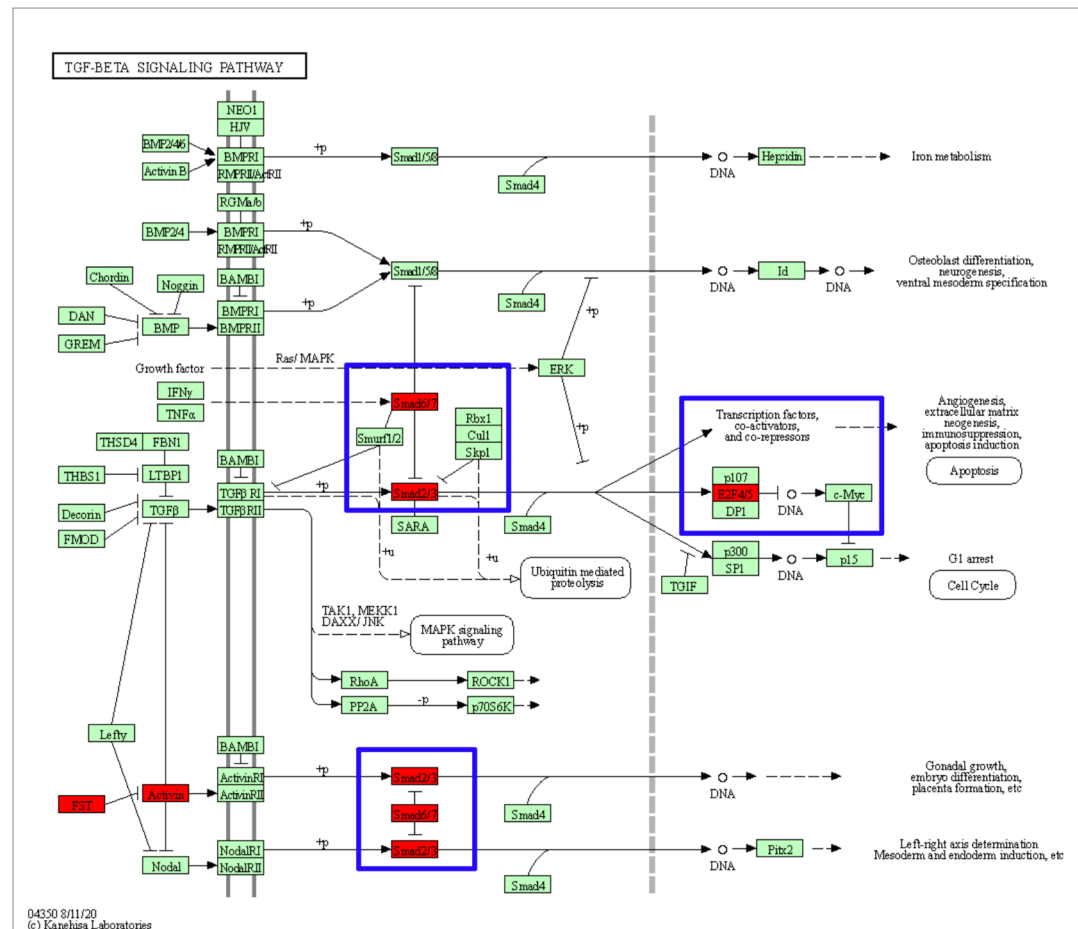 TGF-BETA SIGNALING PATHWAY
NEO1
HJV
BMP2/4/6
Activin B
BMPRI
RMPRII/ActRII
+p
Smad1/5/8
Smad4
DNA
Hepcidin
Iron metabolism
RGMa/b
BMP2/4
BMPRI
RMPRII/ActRII
+p
Smad1/5/8
Smad4
DNA
Id
DNA
Osteoblast differentiation,
neurogenesis,
ventral mesoderm specification
Chordin
Noggin
BAMBI
DAN
GREM
BMP
BMPRI
BMPRII
+p
+p
Growth factor
Ras/ MAPK
ERK
IFNγ
TNFα
Smad6/7
Smurf1/2
Rbx1
Cul1
Skp1
+p
Transcription factors,
co-activators,
and co-repressors
Angiogenesis,
extracellular matrix
neogenesis,
immunosuppression,
apoptosis induction
Apoptosis
THSD4
FBN1
THBS1
LTBP1
BAMBI
Decorin
FMOD
TGFβ
TGFβ RI
TGFβRII
+p
Smad2/3
SARA
Smad4
p107
E2F4/5
DP1
DNA
c-Myc
+u
+u
Ubiquitin mediated
proteolysis
TGIF
p300
SP1
DNA
p15
G1 arrest
Cell Cycle
TAK1, MEKK1
DAXX/ JNK
MAPK signaling
pathway
RhoA
ROCK1
PP2A
-p
p70S6K
Lefty
BAMBI
FST
Activin
ActivinRI
ActivinRII
+p
Smad2/3
Smad4
DNA
Gonadal growth,
embryo differentiation,
placenta formation, etc
Smad6/7
Nodal
NodalRI
NodalRII
+p
Smad2/3
Smad4
DNA
Pitx2
Left-right axis determination
Mesoderm and endoderm induction, etc
04350 8/11/20
(c) Kanehisa Laboratories